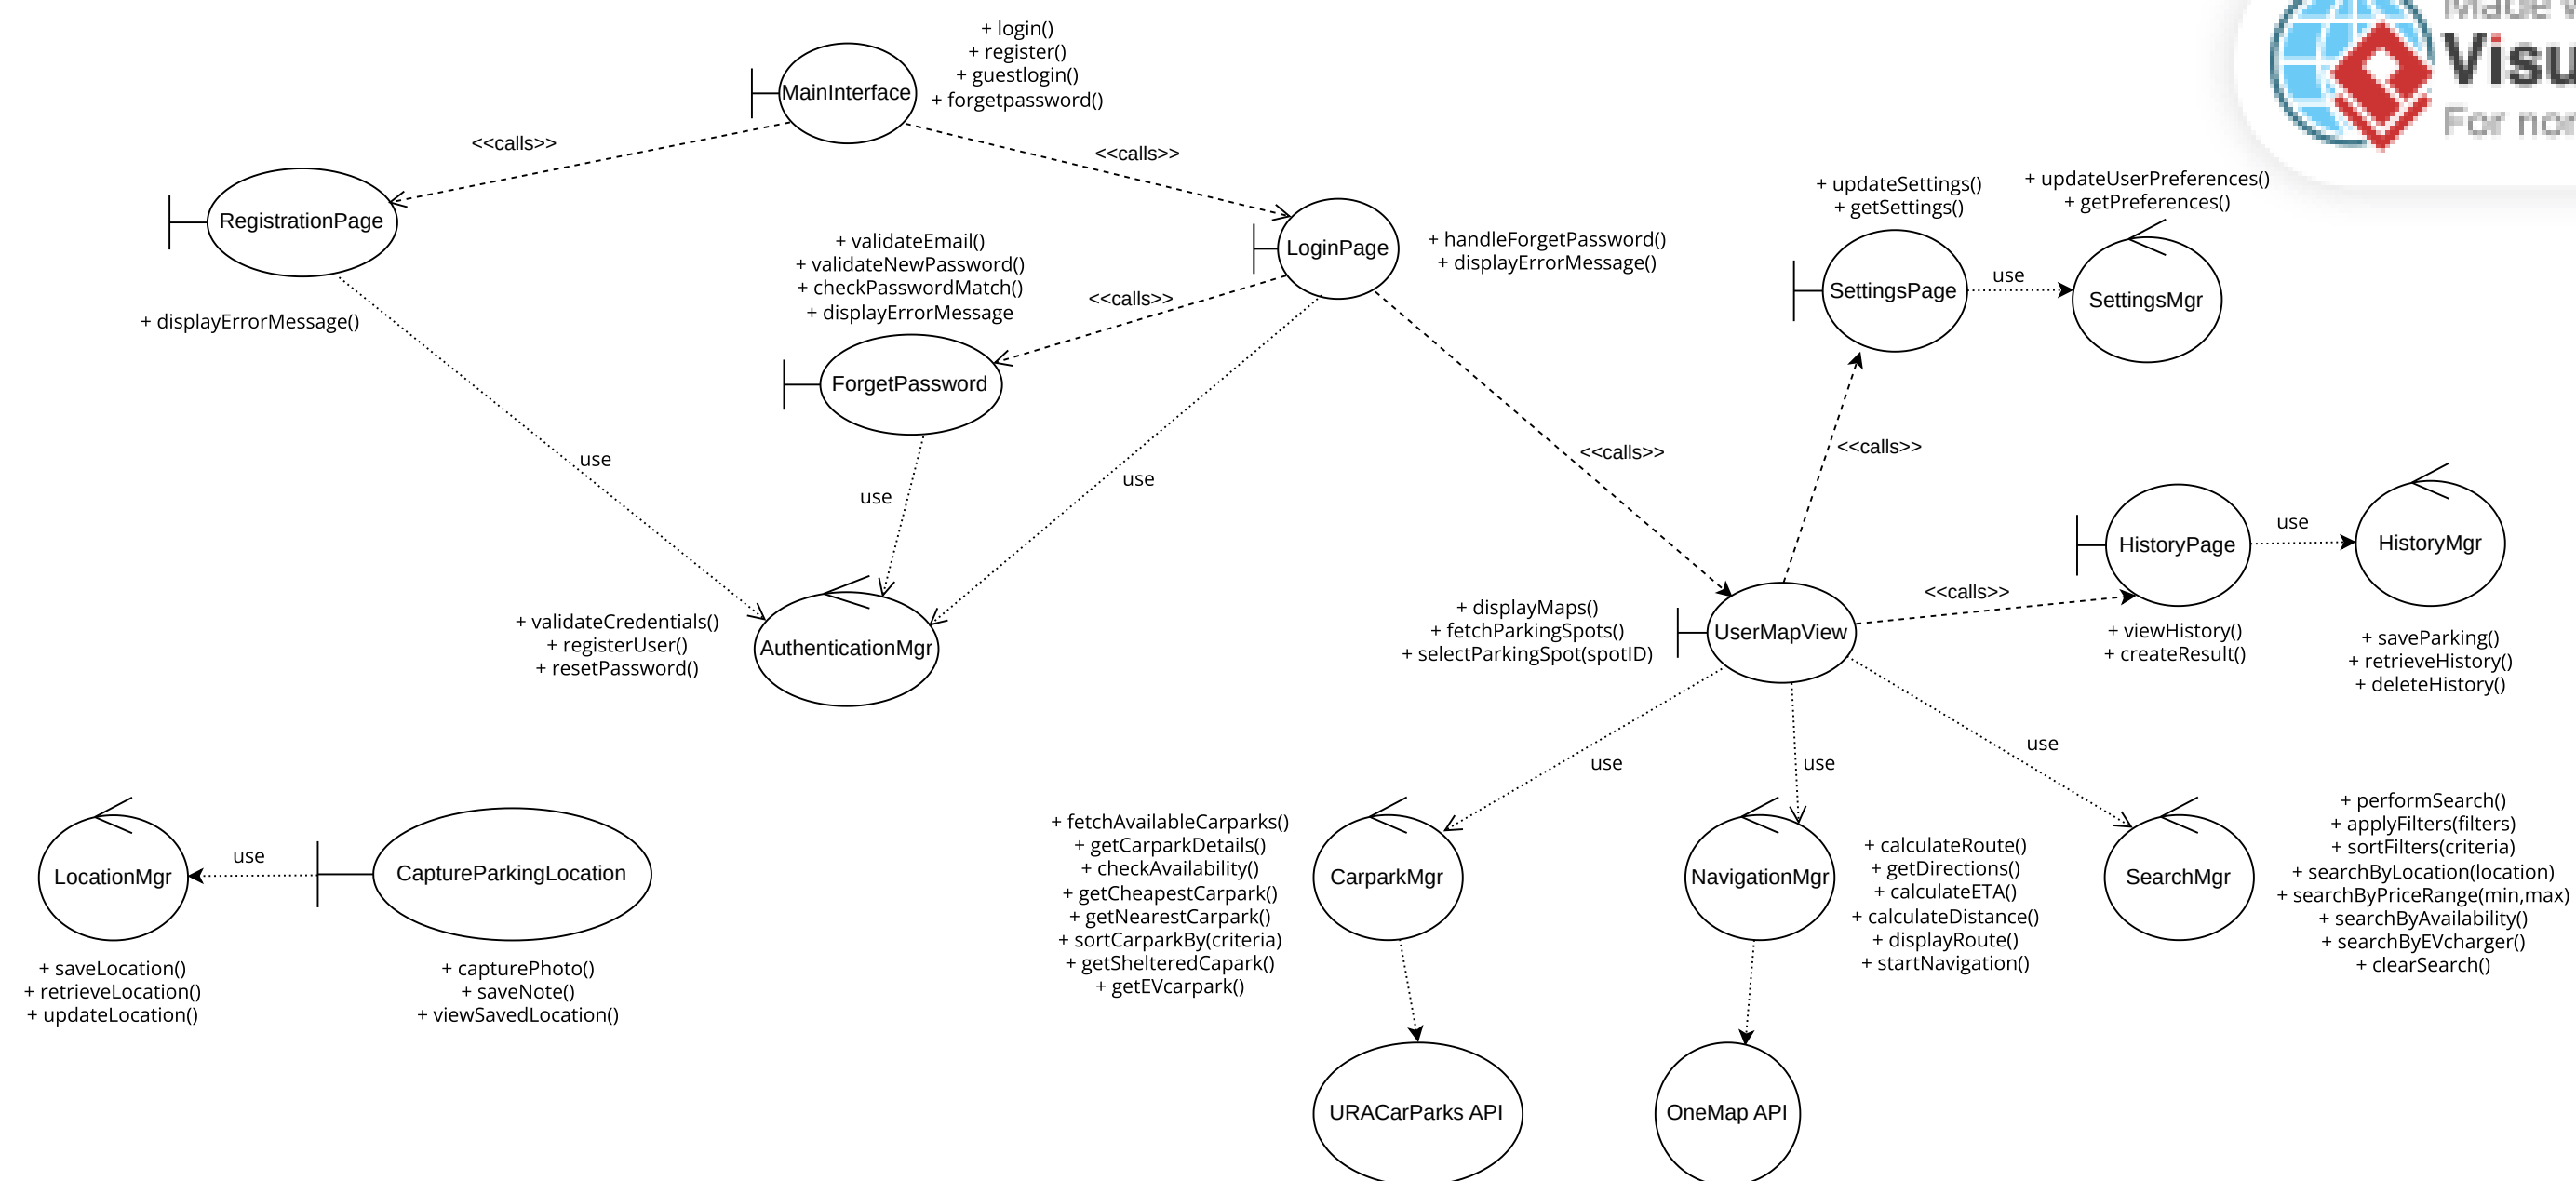 + login()
+ register()
+ guestlogin()
+ forgetpassword()
MainInterface
Visu
For nor
<<calls>>
<<calls>>
RegistrationPage
+ displayErrorMessage()
LoginPage
+ handleForgetPassword()
+ displayErrorMessage()
+ validateEmail()
+ validateNewPassword()
+ checkPasswordMatch()
+ displayErrorMessage
<<calls>>
ForgetPassword
+ updateSettings()
+ getSettings()
+ updateUserPreferences()
+ getPreferences()
SettingsPage
use
SettingsMgr
use
use
use
<<calls>>
<<calls>>
HistoryPage
use
HistoryMgr
<<calls>>
+ viewHistory()
+ createResult()
+ saveParking()
+ retrieveHistory()
+ deleteHistory()
+ validateCredentials()
+ registerUser()
+ resetPassword()
AuthenticationMgr
+ displayMaps()
+ fetchParkingSpots()
+ selectParkingSpot(spotID)
UserMapView
use
use
use
LocationMgr
use
CaptureParkingLocation
+ saveLocation()
+ retrieveLocation()
+ updateLocation()
+ capturePhoto()
+ saveNote()
+ viewSavedLocation()
+ fetchAvailableCarparks()
+ getCarparkDetails()
+ checkAvailability()
+ getCheapestCarpark()
+ getNearestCarpark()
+ sortCarparkBy(criteria)
+ getShelteredCapark()
+ getEVcarpark()
CarparkMgr
NavigationMgr
+ calculateRoute()
+ getDirections()
+ calculateETA()
+ calculateDistance()
+ displayRoute()
+ startNavigation()
SearchMgr
+ performSearch()
+ applyFilters(filters)
+ sortFilters(criteria)
+ searchByLocation(location)
+ searchByPriceRange(min,max)
+ searchByAvailability()
+ searchByEVcharger()
+ clearSearch()
URACarParks API
OneMap API